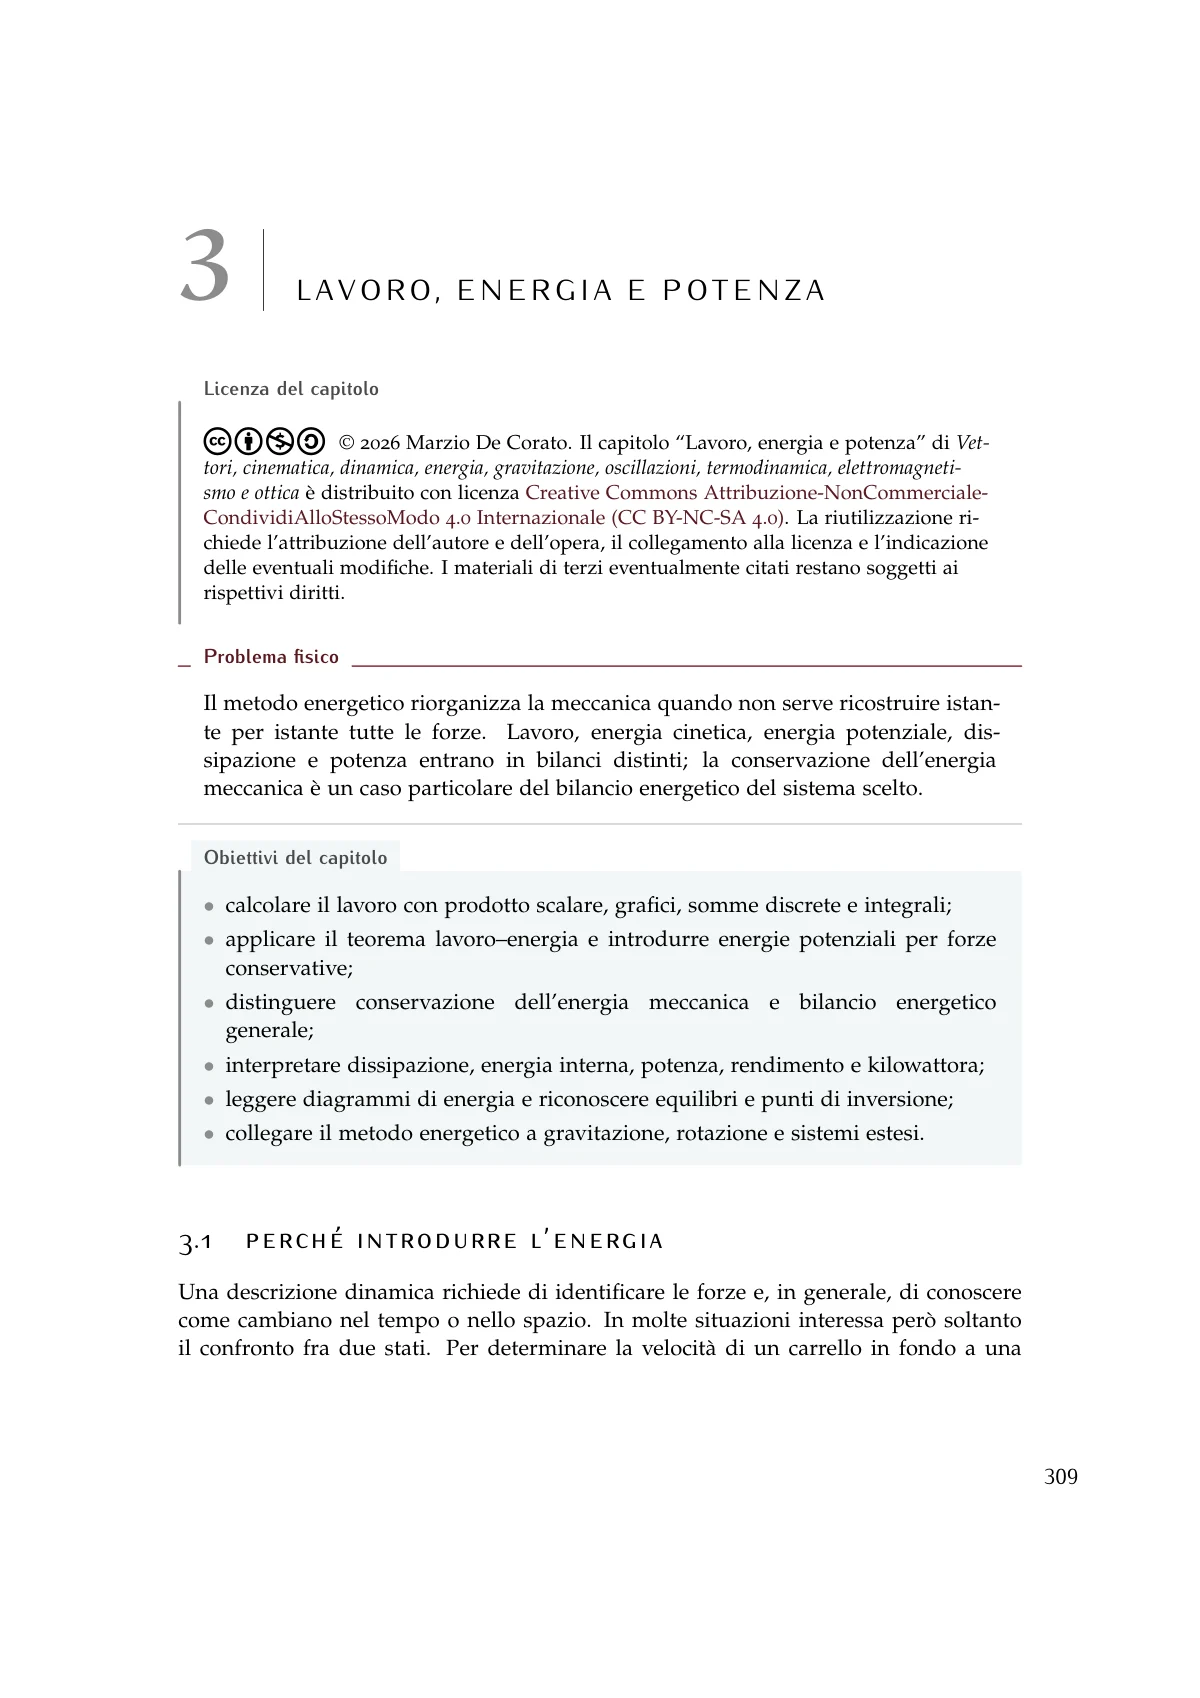 3
LAVORO, ENERGIA E POTENZA
Licenza del capitolo
© 2026 Marzio De Corato. Il capitolo “Lavoro, energia e potenza” di Vet-
tori, cinematica, dinamica, energia, gravitazione, oscillazioni, termodinamica, elettromagneti-
smo e ottica è distribuito con licenza Creative Commons Attribuzione-NonCommerciale-
CondividiAlloStessoModo 4.0 Internazionale (CC BY-NC-SA 4.0). La riutilizzazione ri-
chiede l’attribuzione dell’autore e dell’opera, il collegamento alla licenza e l’indicazione
delle eventuali modifiche. I materiali di terzi eventualmente citati restano soggetti ai
rispettivi diritti.
Problema fisico
Il metodo energetico riorganizza la meccanica quando non serve ricostruire istan-
te per istante tutte le forze. Lavoro, energia cinetica, energia potenziale, dis-
sipazione e potenza entrano in bilanci distinti; la conservazione dell’energia
meccanica è un caso particolare del bilancio energetico del sistema scelto.
Obiettivi del capitolo
• calcolare il lavoro con prodotto scalare, grafici, somme discrete e integrali;
• applicare il teorema lavoro–energia e introdurre energie potenziali per forze
conservative;
• distinguere conservazione dell’energia meccanica e bilancio energetico
generale;
• interpretare dissipazione, energia interna, potenza, rendimento e kilowattora;
• leggere diagrammi di energia e riconoscere equilibri e punti di inversione;
• collegare il metodo energetico a gravitazione, rotazione e sistemi estesi.
3.1 PERCHÉ INTRODURRE L’ENERGIA
Una descrizione dinamica richiede di identificare le forze e, in generale, di conoscere
come cambiano nel tempo o nello spazio. In molte situazioni interessa però soltanto
il confronto fra due stati. Per determinare la velocità di un carrello in fondo a una
309